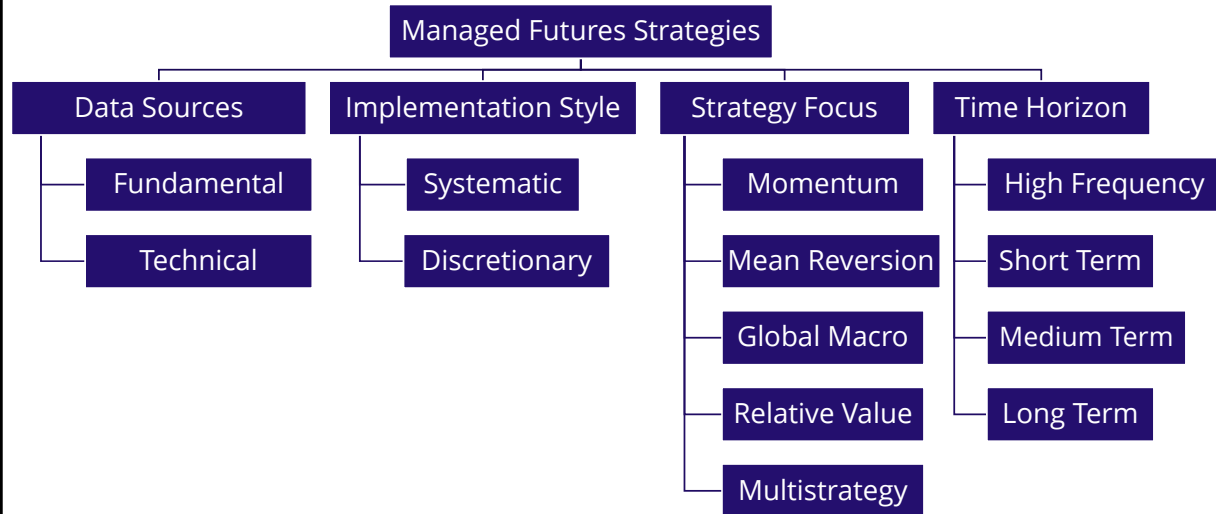 Managed Futures Strategies
Data Sources
Fundamental
Technical
Implementation Style
Systematic
Discretionary
Strategy Focus
Momentum
Mean Reversion
Global Macro
Relative Value
Multistrategy
Time Horizon
High Frequency
Short Term
Medium Term
Long Term